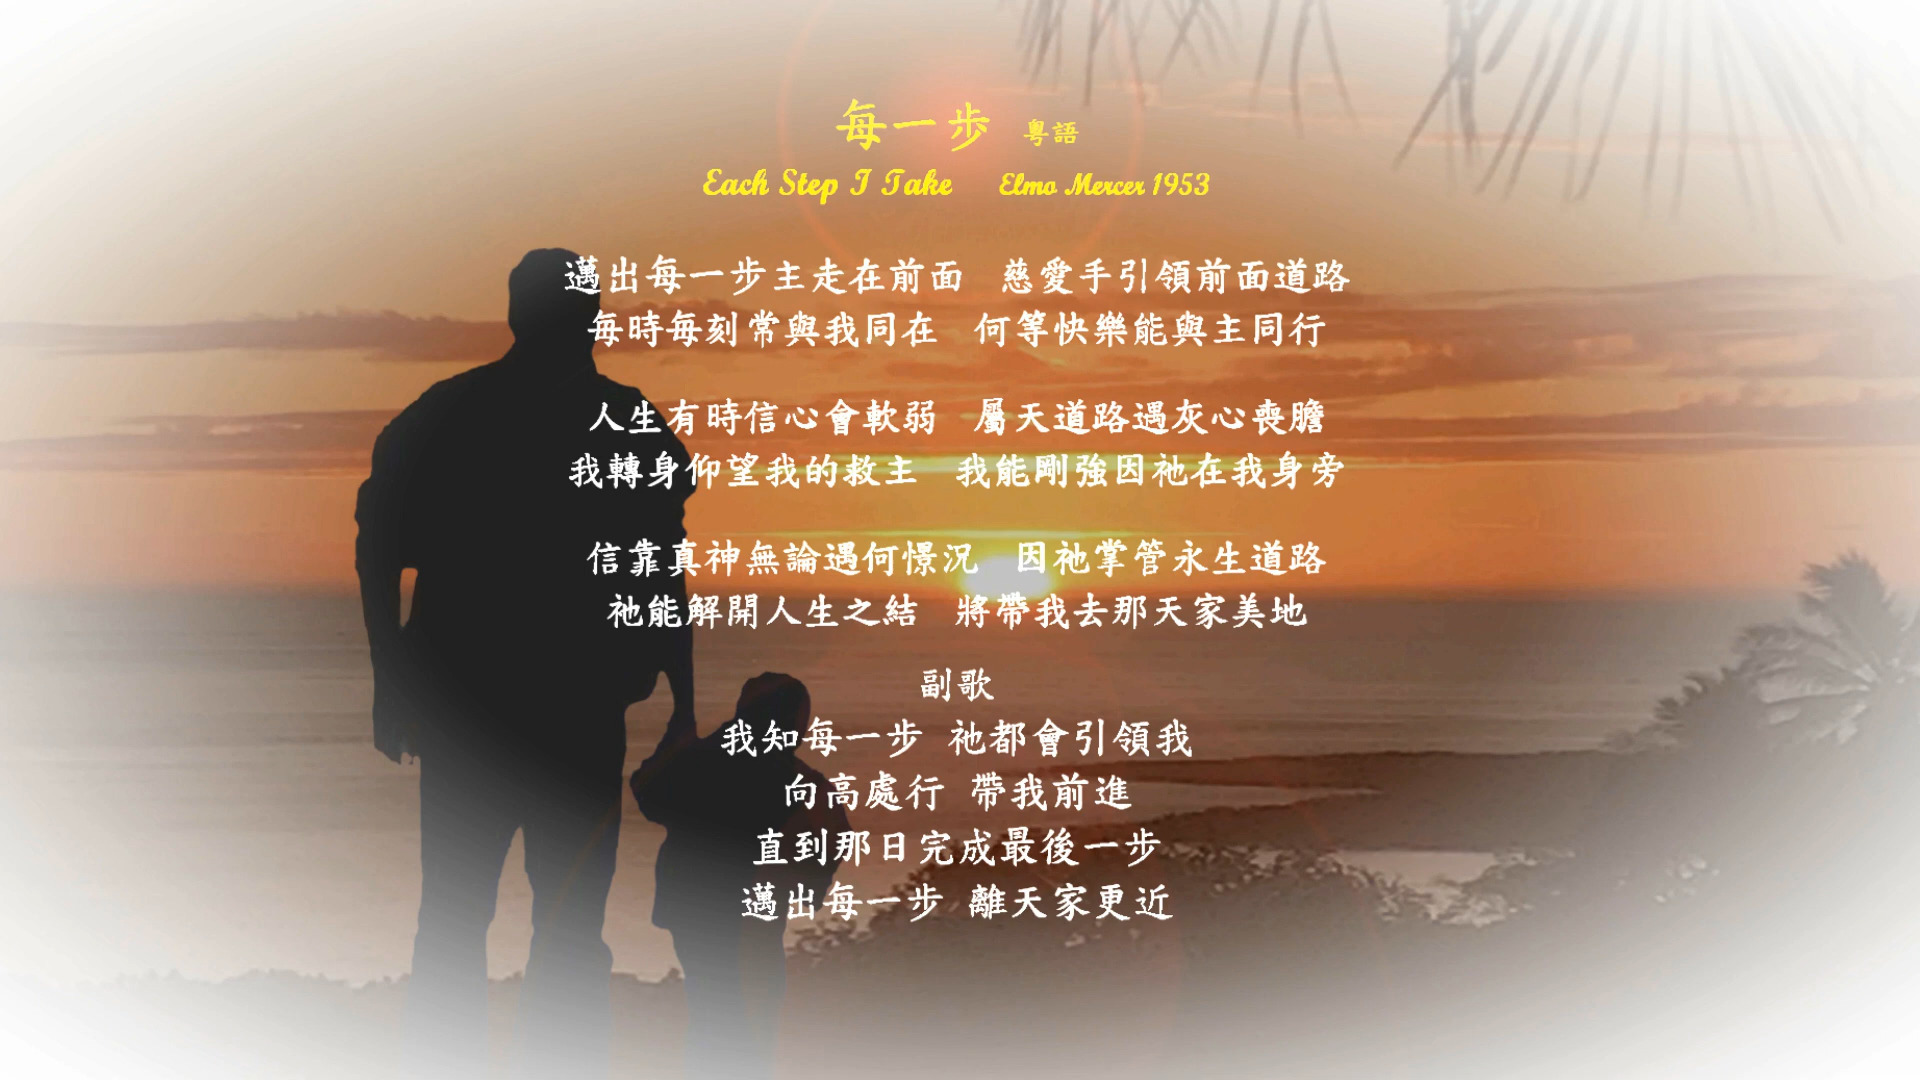 每一步 粵語
Each Step I Take Elmo Mercer 1953
邁出每一步主走在前面 慈愛手引領前面道路
每時每刻常與我同在 何等快樂能與主同行
人生有時信心會軟弱 屬天道路遇灰心喪膽
我轉身仰望我的救主 我能剛強因祂在我身旁
信靠真神無論遇何憬況 因祂掌管永生道路
祂能解開人生之結 將帶我去那天家美地
副歌
我知每一步 祂都會引領我
向高處行 帶我前進
直到那日完成最後一步
邁出每一步 離天家更近